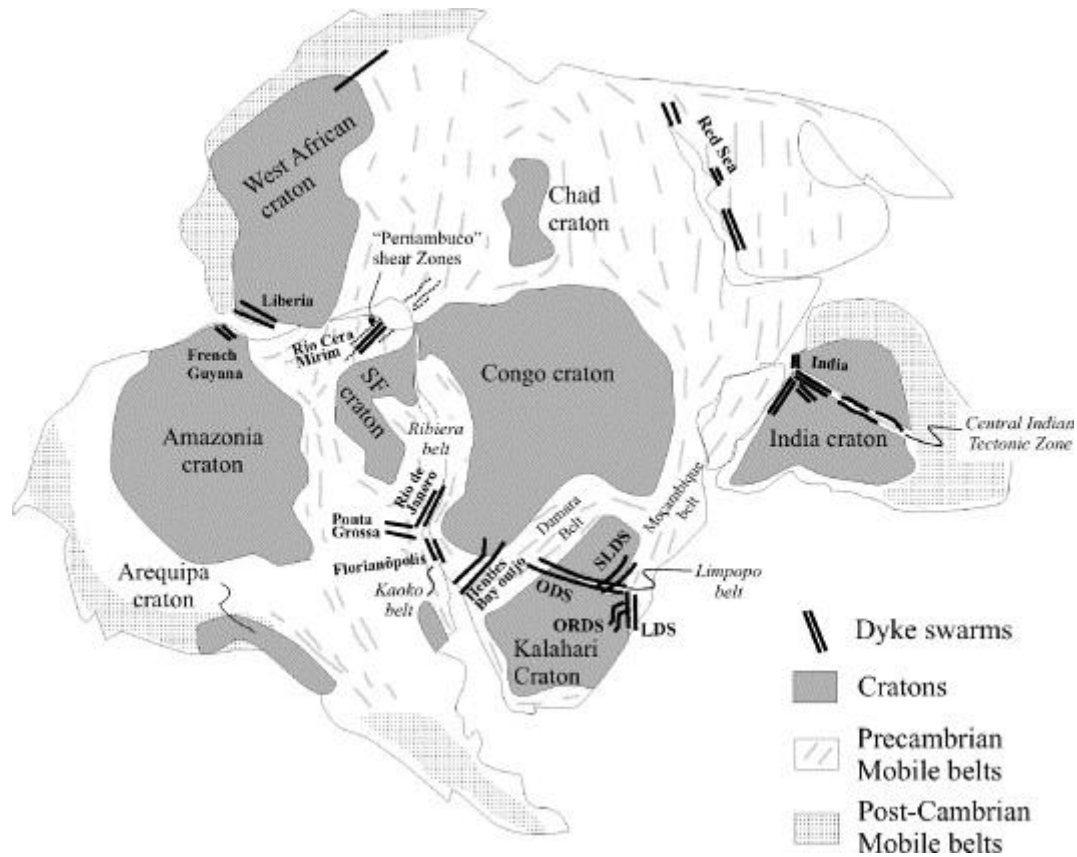 West African
craton
Chad
craton
Red Sea
"Pernambuco"
shear Zones
Liberia
Rio Céra
Mirim
French
Guyana
SF
craton
Congo craton
India
India craton
Central Indian
Tectonic Zone
Amazonia
craton
Ribiera
belt
Rio de
Janero
Ponta
Grossa
Florianõpolis
Kaoko
belt
Henties
Bay outjo
Damara
Belt
Moçambique
belt
SLDS
ODS
Limpopo
belt
ORDS
LDS
Kalahari
Craton
Arequipa
craton
Dyke swarms
Cratons
Precambrian
Mobile belts
Post-Cambrian
Mobile belts